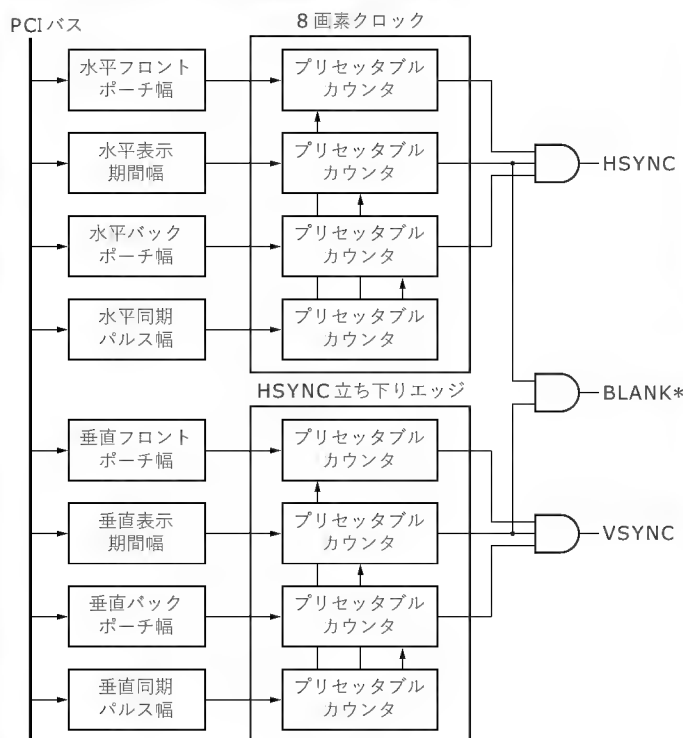 PCIバス
8画素クロック
水平フロント
ポーチ幅
プリセッタブル
カウンタ
水平表示
期間幅
プリセッタブル
カウンタ
HSYNC
水平バック
ポーチ幅
プリセッタブル
カウンタ
水平同期
パルス幅
プリセッタブル
カウンタ
HSYNC立ち下りエッジ
BLANK*
垂直フロント
ポーチ幅
プリセッタブル
カウンタ
垂直表示
期間幅
プリセッタブル
カウンタ
VSYNC
垂直バック
ポーチ幅
プリセッタブル
カウンタ
垂直同期
パルス幅
プリセッタブル
カウンタ